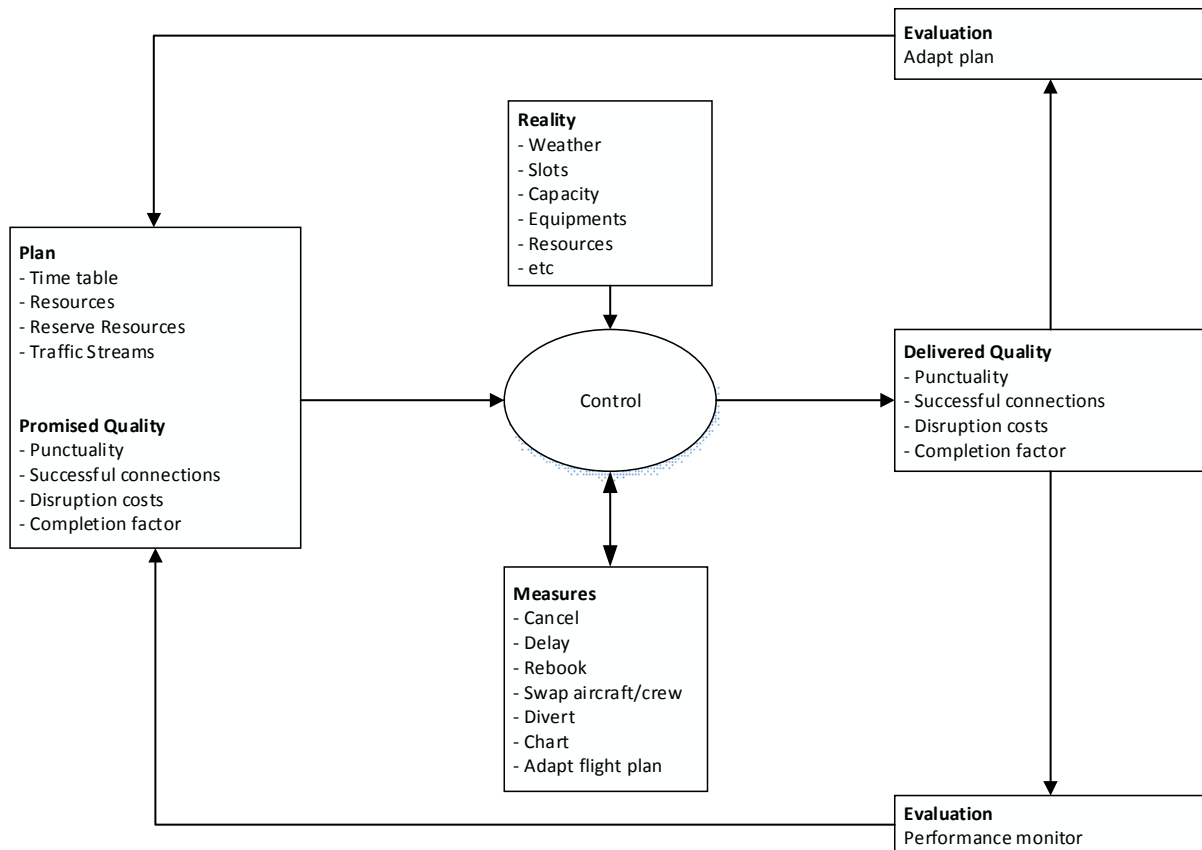 Evaluation
Adapt plan
Reality
- Weather
- Slots
- Capacity
- Equipments
- Resources
- etc
Plan
- Time table
- Resources
- Reserve Resources
- Traffic Streams
Promised Quality
- Punctuality
- Successful connections
- Disruption costs
- Completion factor
Control
Delivered Quality
- Punctuality
- Successful connections
- Disruption costs
- Completion factor
Measures
- Cancel
- Delay
- Rebook
- Swap aircraft/crew
- Divert
- Chart
- Adapt flight plan
Evaluation
Performance monitor